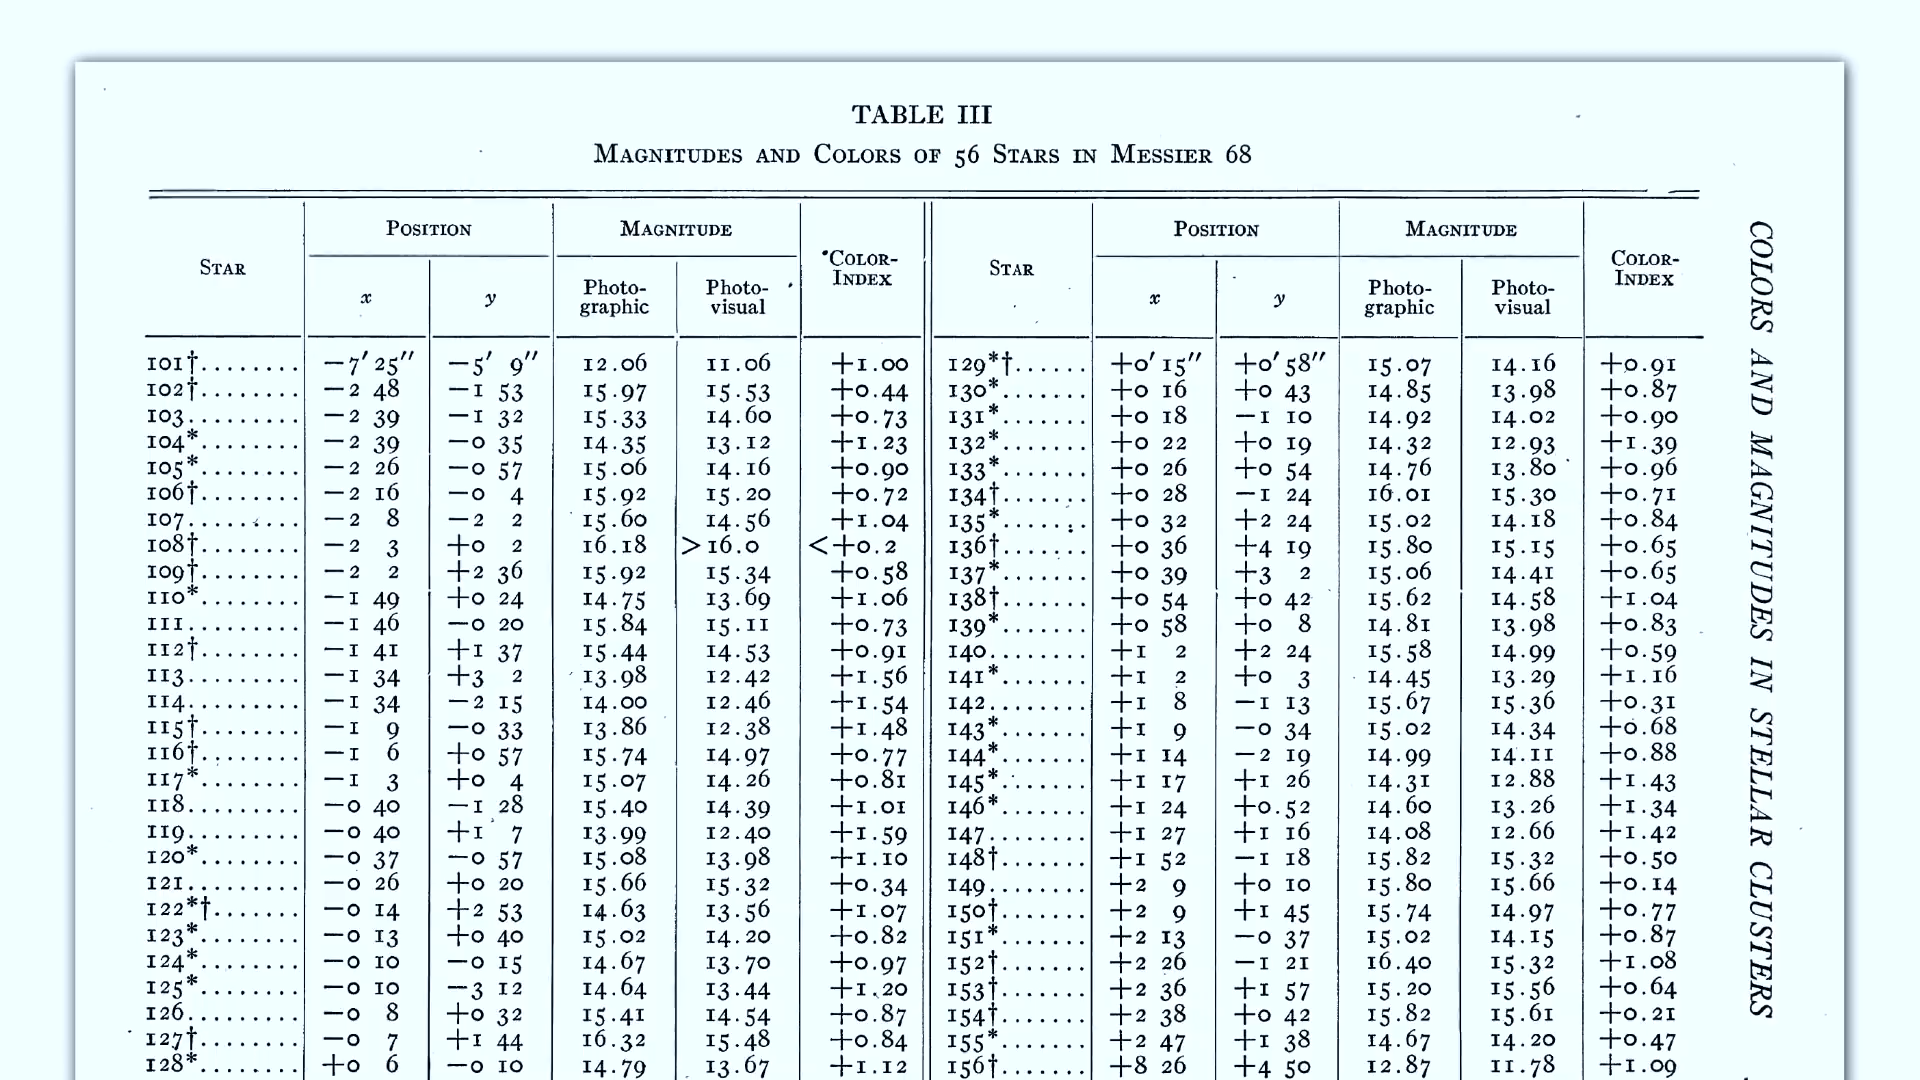 TABLE III
MAGNITUDES AND COLORS OF 56 STARS IN MESSIER 68
STAR POSITION MAGNITUDE COLOR-INDEX STAR POSITION MAGNITUDE COLOR-INDEX
x y Photo-graphic Photo-visual x y Photo-graphic Photo-visual
101†........ −7′ 25″ −5′ 9″ 12.06 11.06 +1.00 129*†...... +0′ 15″ +0′ 58″ 15.07 14.16 +0.91
102†........ −2 48 −1 53 15.97 15.53 +0.44 130*....... +0 16 +0 43 14.85 13.98 +0.87
103......... −2 39 −1 32 15.33 14.60 +0.73 131*....... +0 18 −1 10 14.92 14.02 +0.90
104*........ −2 39 −0 35 14.35 13.12 +1.23 132*....... +0 22 +0 19 14.32 12.93 +1.39
105*........ −2 26 −0 57 15.06 14.16 +0.90 133*....... +0 26 +0 54 14.76 13.80 +0.96
106†........ −2 16 −0 4 15.92 15.20 +0.72 134†....... +0 28 −1 24 16.01 15.30 +0.71
107......... −2 8 −2 2 15.60 14.56 +1.04 135*....... +0 32 +2 24 15.02 14.18 +0.84
108†........ −2 3 +0 2 16.18 >16.0 <+0.2 136†....... +0 36 +4 19 15.80 15.15 +0.65
109†........ −2 2 +2 36 15.92 15.34 +0.58 137*....... +0 39 +3 2 15.06 14.41 +0.65
110*........ −1 49 +0 24 14.75 13.69 +1.06 138†....... +0 54 +0 42 15.62 14.58 +1.04
111......... −1 46 −0 20 15.84 15.11 +0.73 139*....... +0 58 +0 8 14.81 13.98 +0.83
112†........ −1 41 +1 37 15.44 14.53 +0.91 140........ +1 2 +2 24 15.58 14.99 +0.59
113......... −1 34 +3 2 13.98 12.42 +1.56 141*....... +1 2 +0 3 14.45 13.29 +1.16
114......... −1 34 −2 15 14.00 12.46 +1.54 142........ +1 8 −1 13 15.67 15.36 +0.31
115†........ −1 9 −0 33 13.86 12.38 +1.48 143*....... +1 9 −0 34 15.02 14.34 +0.68
116†........ −1 6 +0 57 15.74 14.97 +0.77 144*....... +1 14 −2 19 14.99 14.11 +0.88
117*........ −1 3 +0 4 15.07 14.26 +0.81 145*....... +1 17 +1 26 14.31 12.88 +1.43
118......... −0 40 −1 28 15.40 14.39 +1.01 146*....... +1 24 +0.52 14.60 13.26 +1.34
119......... −0 40 +1 7 13.99 12.40 +1.59 147........ +1 27 +1 16 14.08 12.66 +1.42
120*........ −0 37 −0 57 15.08 13.98 +1.10 148†....... +1 52 −1 18 15.82 15.32 +0.50
121......... −0 26 +0 20 15.66 15.32 +0.34 149........ +2 9 +0 10 15.80 15.66 +0.14
122*†....... −0 14 +2 53 14.63 13.56 +1.07 150†....... +2 9 +1 45 15.74 14.97 +0.77
123*........ −0 13 +0 40 15.02 14.20 +0.82 151*....... +2 13 −0 37 15.02 14.15 +0.87
124*........ −0 10 −0 15 14.67 13.70 +0.97 152†....... +2 26 −1 21 16.40 15.32 +1.08
125*........ −0 10 −3 12 14.64 13.44 +1.20 153†....... +2 36 +1 57 15.20 15.56 +0.64
126......... −0 8 +0 32 15.41 14.54 +0.87 154†....... +2 38 +0 42 15.82 15.61 +0.21
127†........ −0 7 +1 44 16.32 15.48 +0.84 155*....... +2 47 +1 38 14.67 14.20 +0.47
128*........ +0 6 −0 10 14.79 13.67 +1.12 156†....... +8 26 +4 50 12.87 11.78 +1.09
COLORS AND MAGNITUDES IN STELLAR CLUSTERS